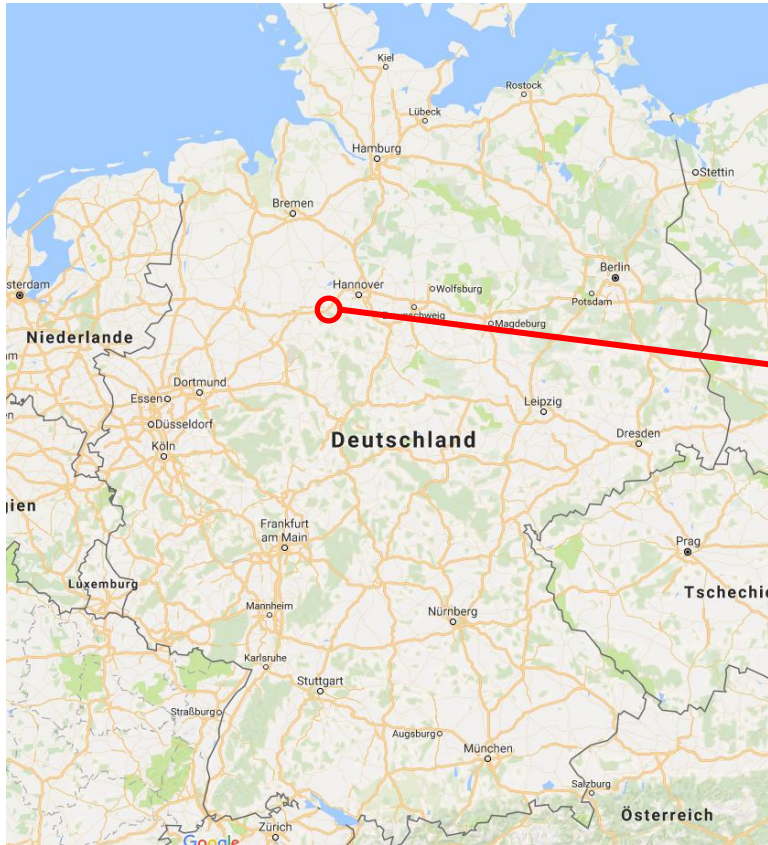 Kiel
Rostock
Lübeck
Hamburg
Stettin
Bremen
Berlin
sterdam
Hannover
Wolfsburg
Potsdam
Magdeburg
Niederlande
Dortmund
Essen
Leipzig
Düsseldorf
Deutschland
Dresden
Köln
ien
Frankfurt
am Main
Prag
Luxemburg
Tschechie
Mannheim
Nürnberg
Karlsruhe
Stuttgart
Straßburg
Augsburg
München
Salzburg
Österreich
Zürich
Google